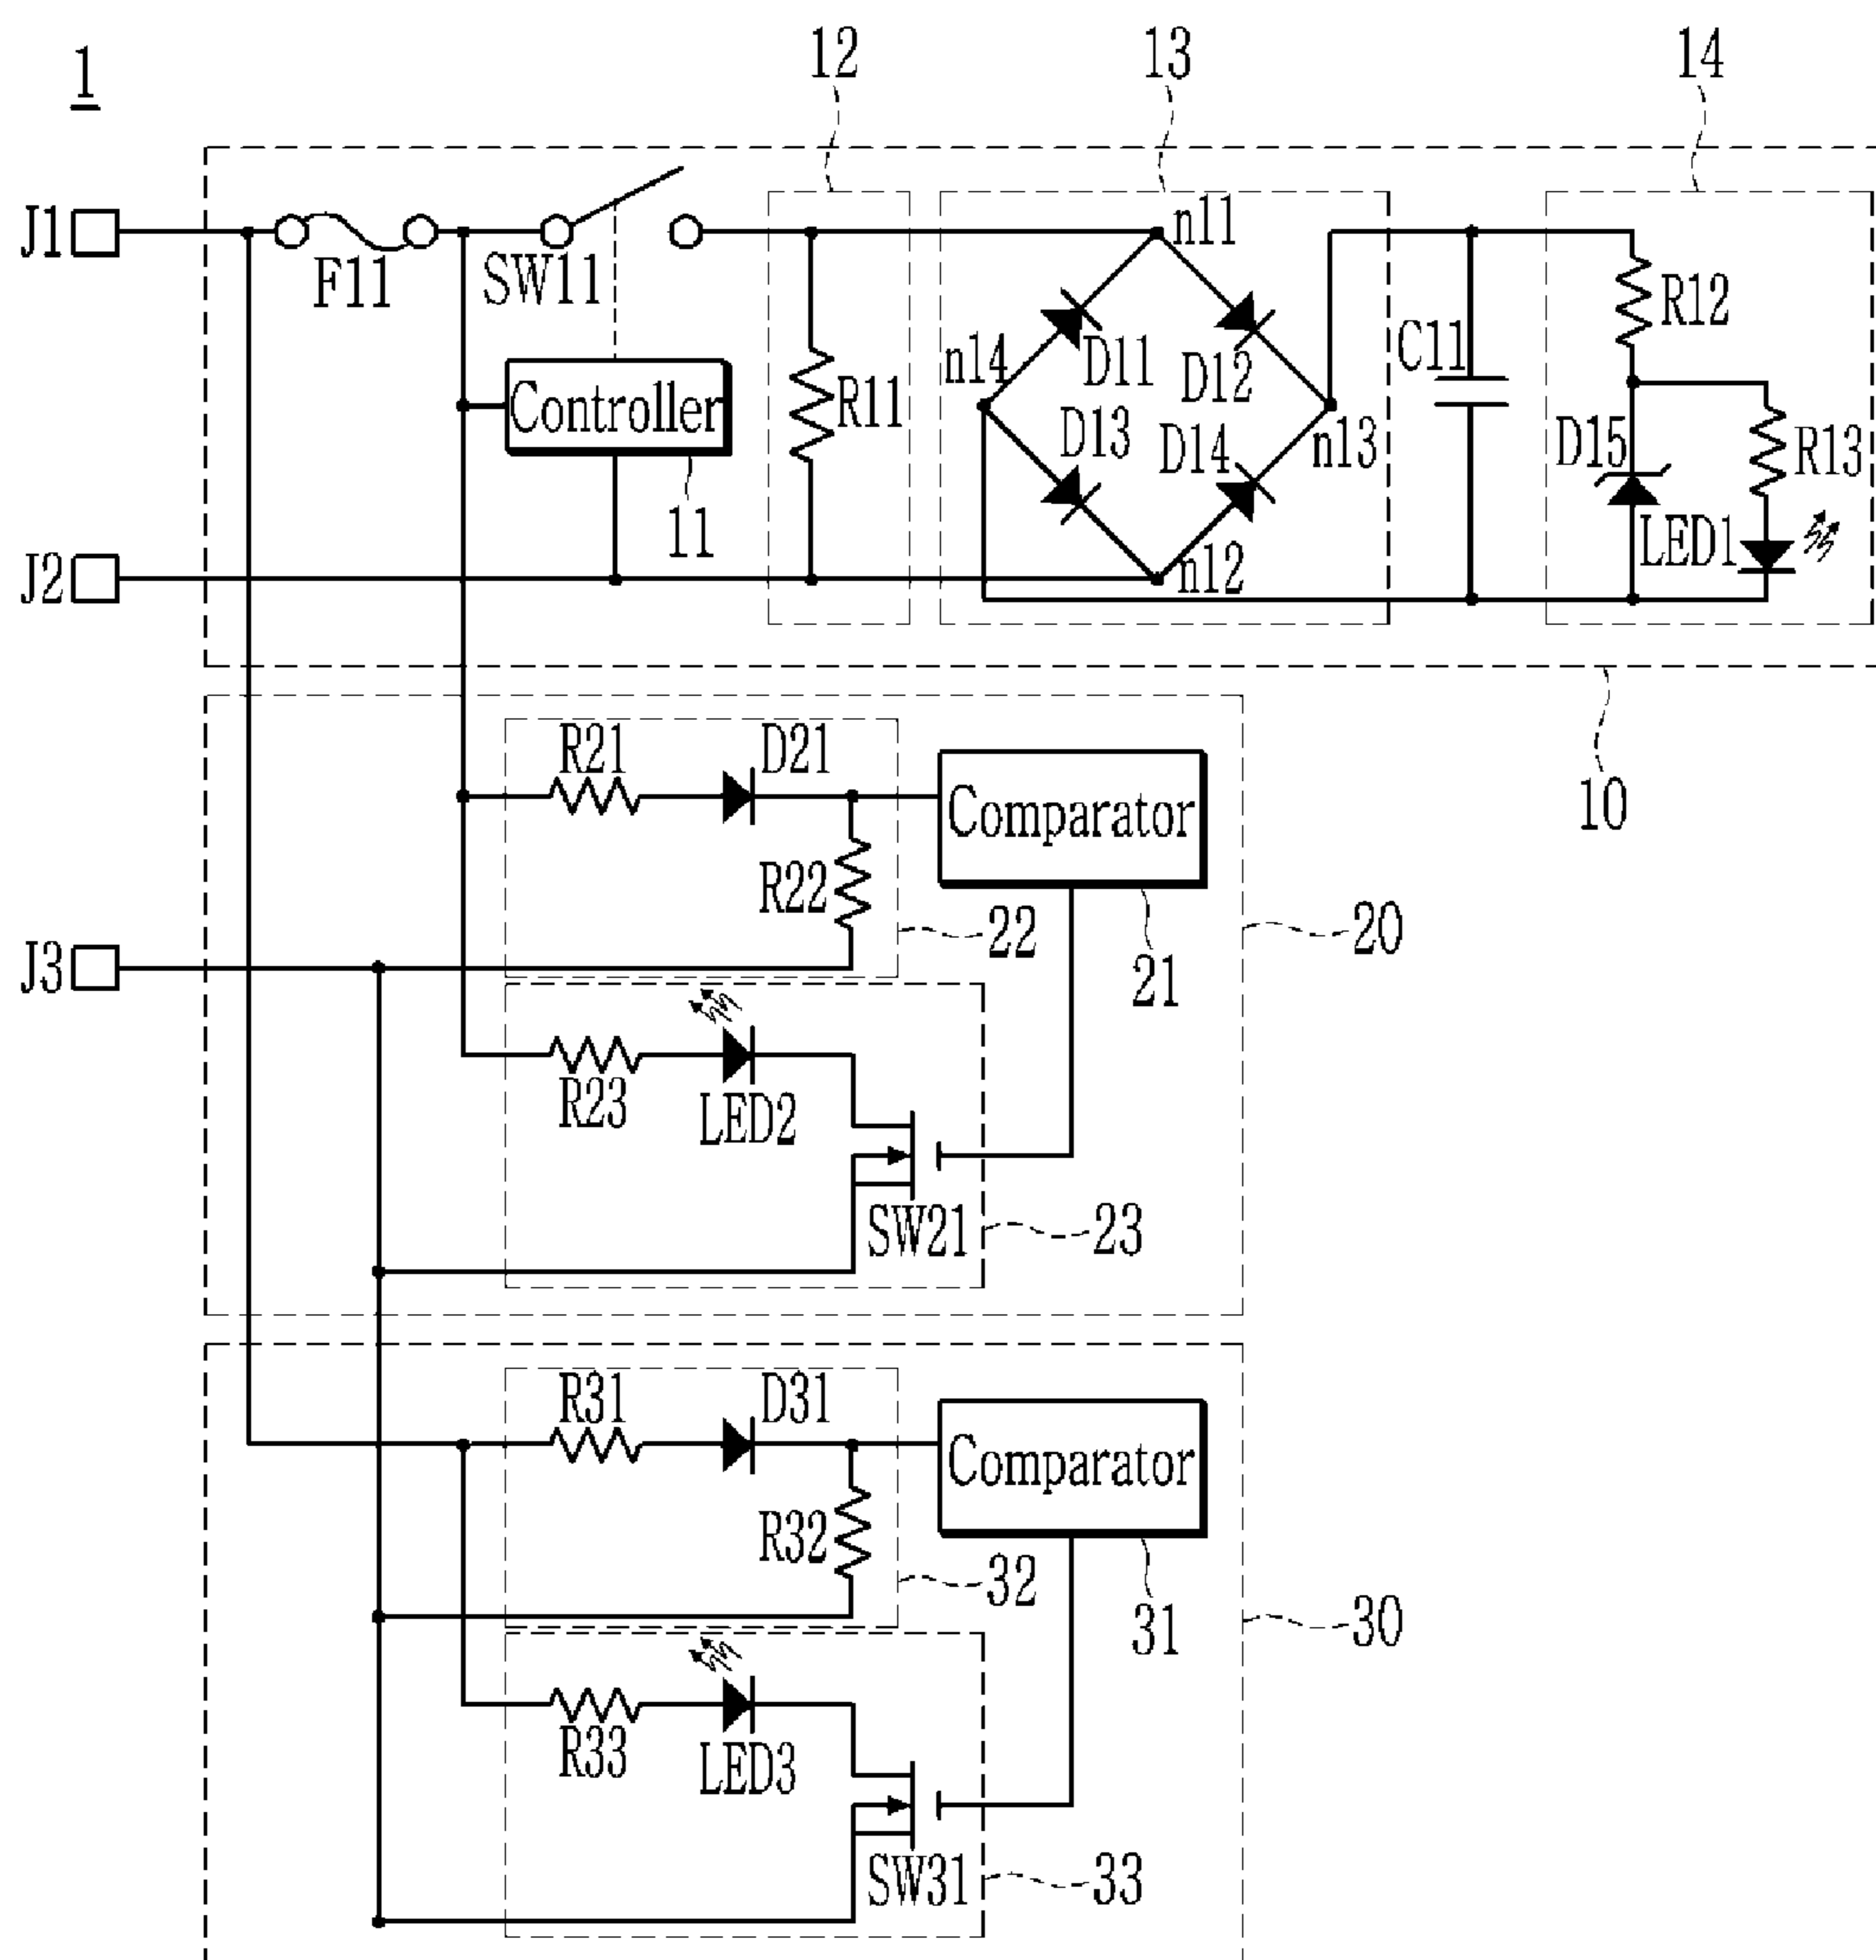 1
12
13
14
J1
F11
SW11
n11
R12
n14
D11
D12
C11
Controller
R11
D13
D14
n13
D15
R13
11
J2
n12
LED1
R21
D21
Comparator
10
R22
22
20
J3
21
R23
LED2
SW21
23
R31
D31
Comparator
R32
32
31
30
R33
LED3
SW31
33